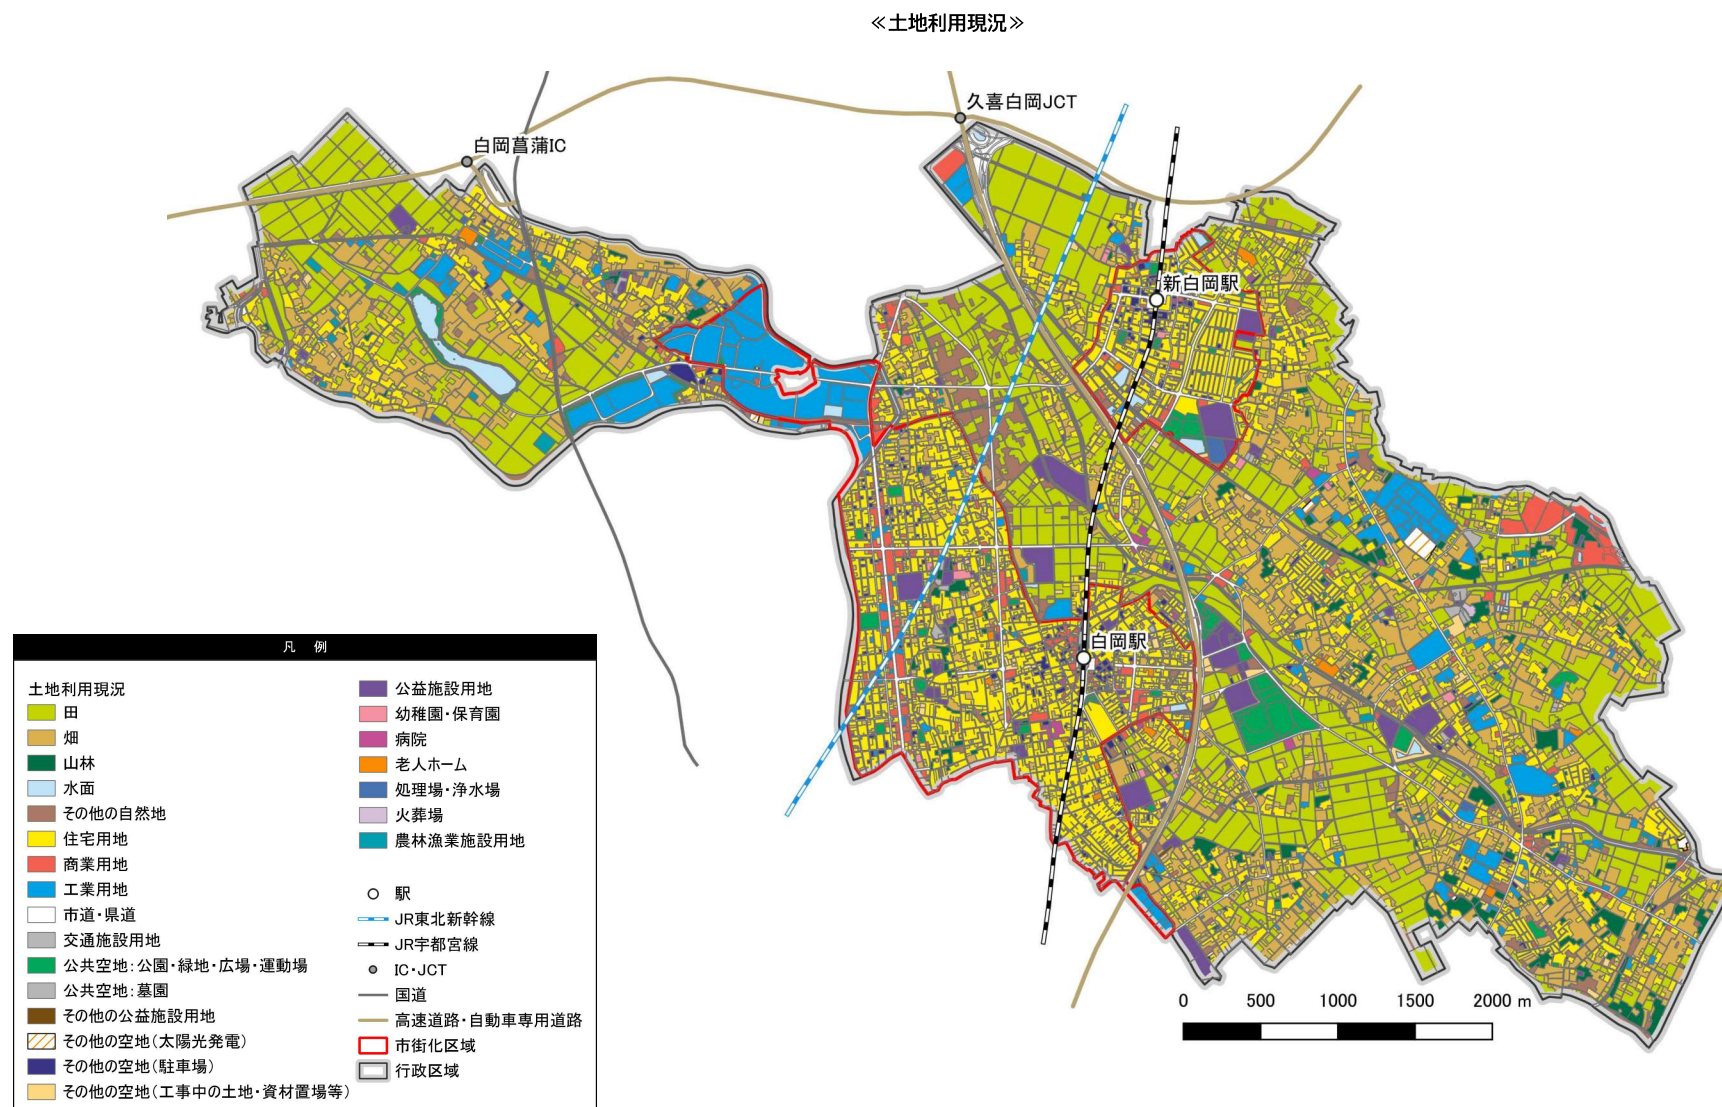 ≪土地利用現況≫
久喜白岡JCT
白岡菖蒲IC
新白岡駅
白岡駅
凡 例
土地利用現況
田
畑
山林
水面
その他の自然地
住宅用地
商業用地
工業用地
市道・県道
交通施設用地
公共空地:公園・緑地・広場・運動場
公共空地:墓園
その他の公益施設用地
その他の空地(太陽光発電)
その他の空地(駐車場)
その他の空地(工事中の土地・資材置場等)
公益施設用地
幼稚園・保育園
病院
老人ホーム
処理場・浄水場
火葬場
農林漁業施設用地
駅
JR東北新幹線
JR宇都宮線
IC・JCT
国道
高速道路・自動車専用道路
市街化区域
行政区域
0 500 1000 1500 2000 m